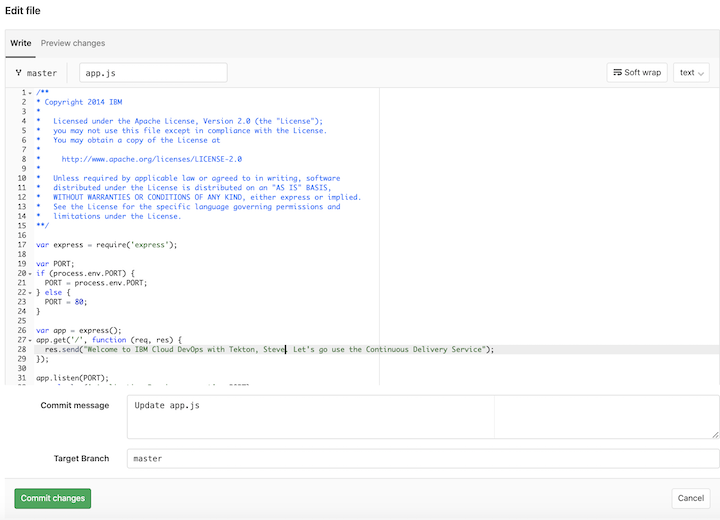 Edit file
Write Preview changes
master app.js Soft wrap text
1 /**
2 * Copyright 2014 IBM
3 *
4 *   Licensed under the Apache License, Version 2.0 (the "License");
5 *   you may not use this file except in compliance with the License.
6 *   You may obtain a copy of the License at
7 *
8 *     http://www.apache.org/licenses/LICENSE-2.0
9 *
10 *   Unless required by applicable law or agreed to in writing, software
11 *   distributed under the License is distributed on an "AS IS" BASIS,
12 *   WITHOUT WARRANTIES OR CONDITIONS OF ANY KIND, either express or implied.
13 *   See the License for the specific language governing permissions and
14 *   limitations under the License.
15 **/
16
17 var express = require('express');
18
19 var PORT;
20 if (process.env.PORT) {
21   PORT = process.env.PORT;
22 } else {
23   PORT = 80;
24 }
25
26 var app = express();
27 app.get('/', function (req, res) {
28   res.send("Welcome to IBM Cloud DevOps with Tekton, Steve. Let's go use the Continuous Delivery Service");
29 });
30
31 app.listen(PORT);
Commit message Update app.js
Target Branch master
Commit changes Cancel